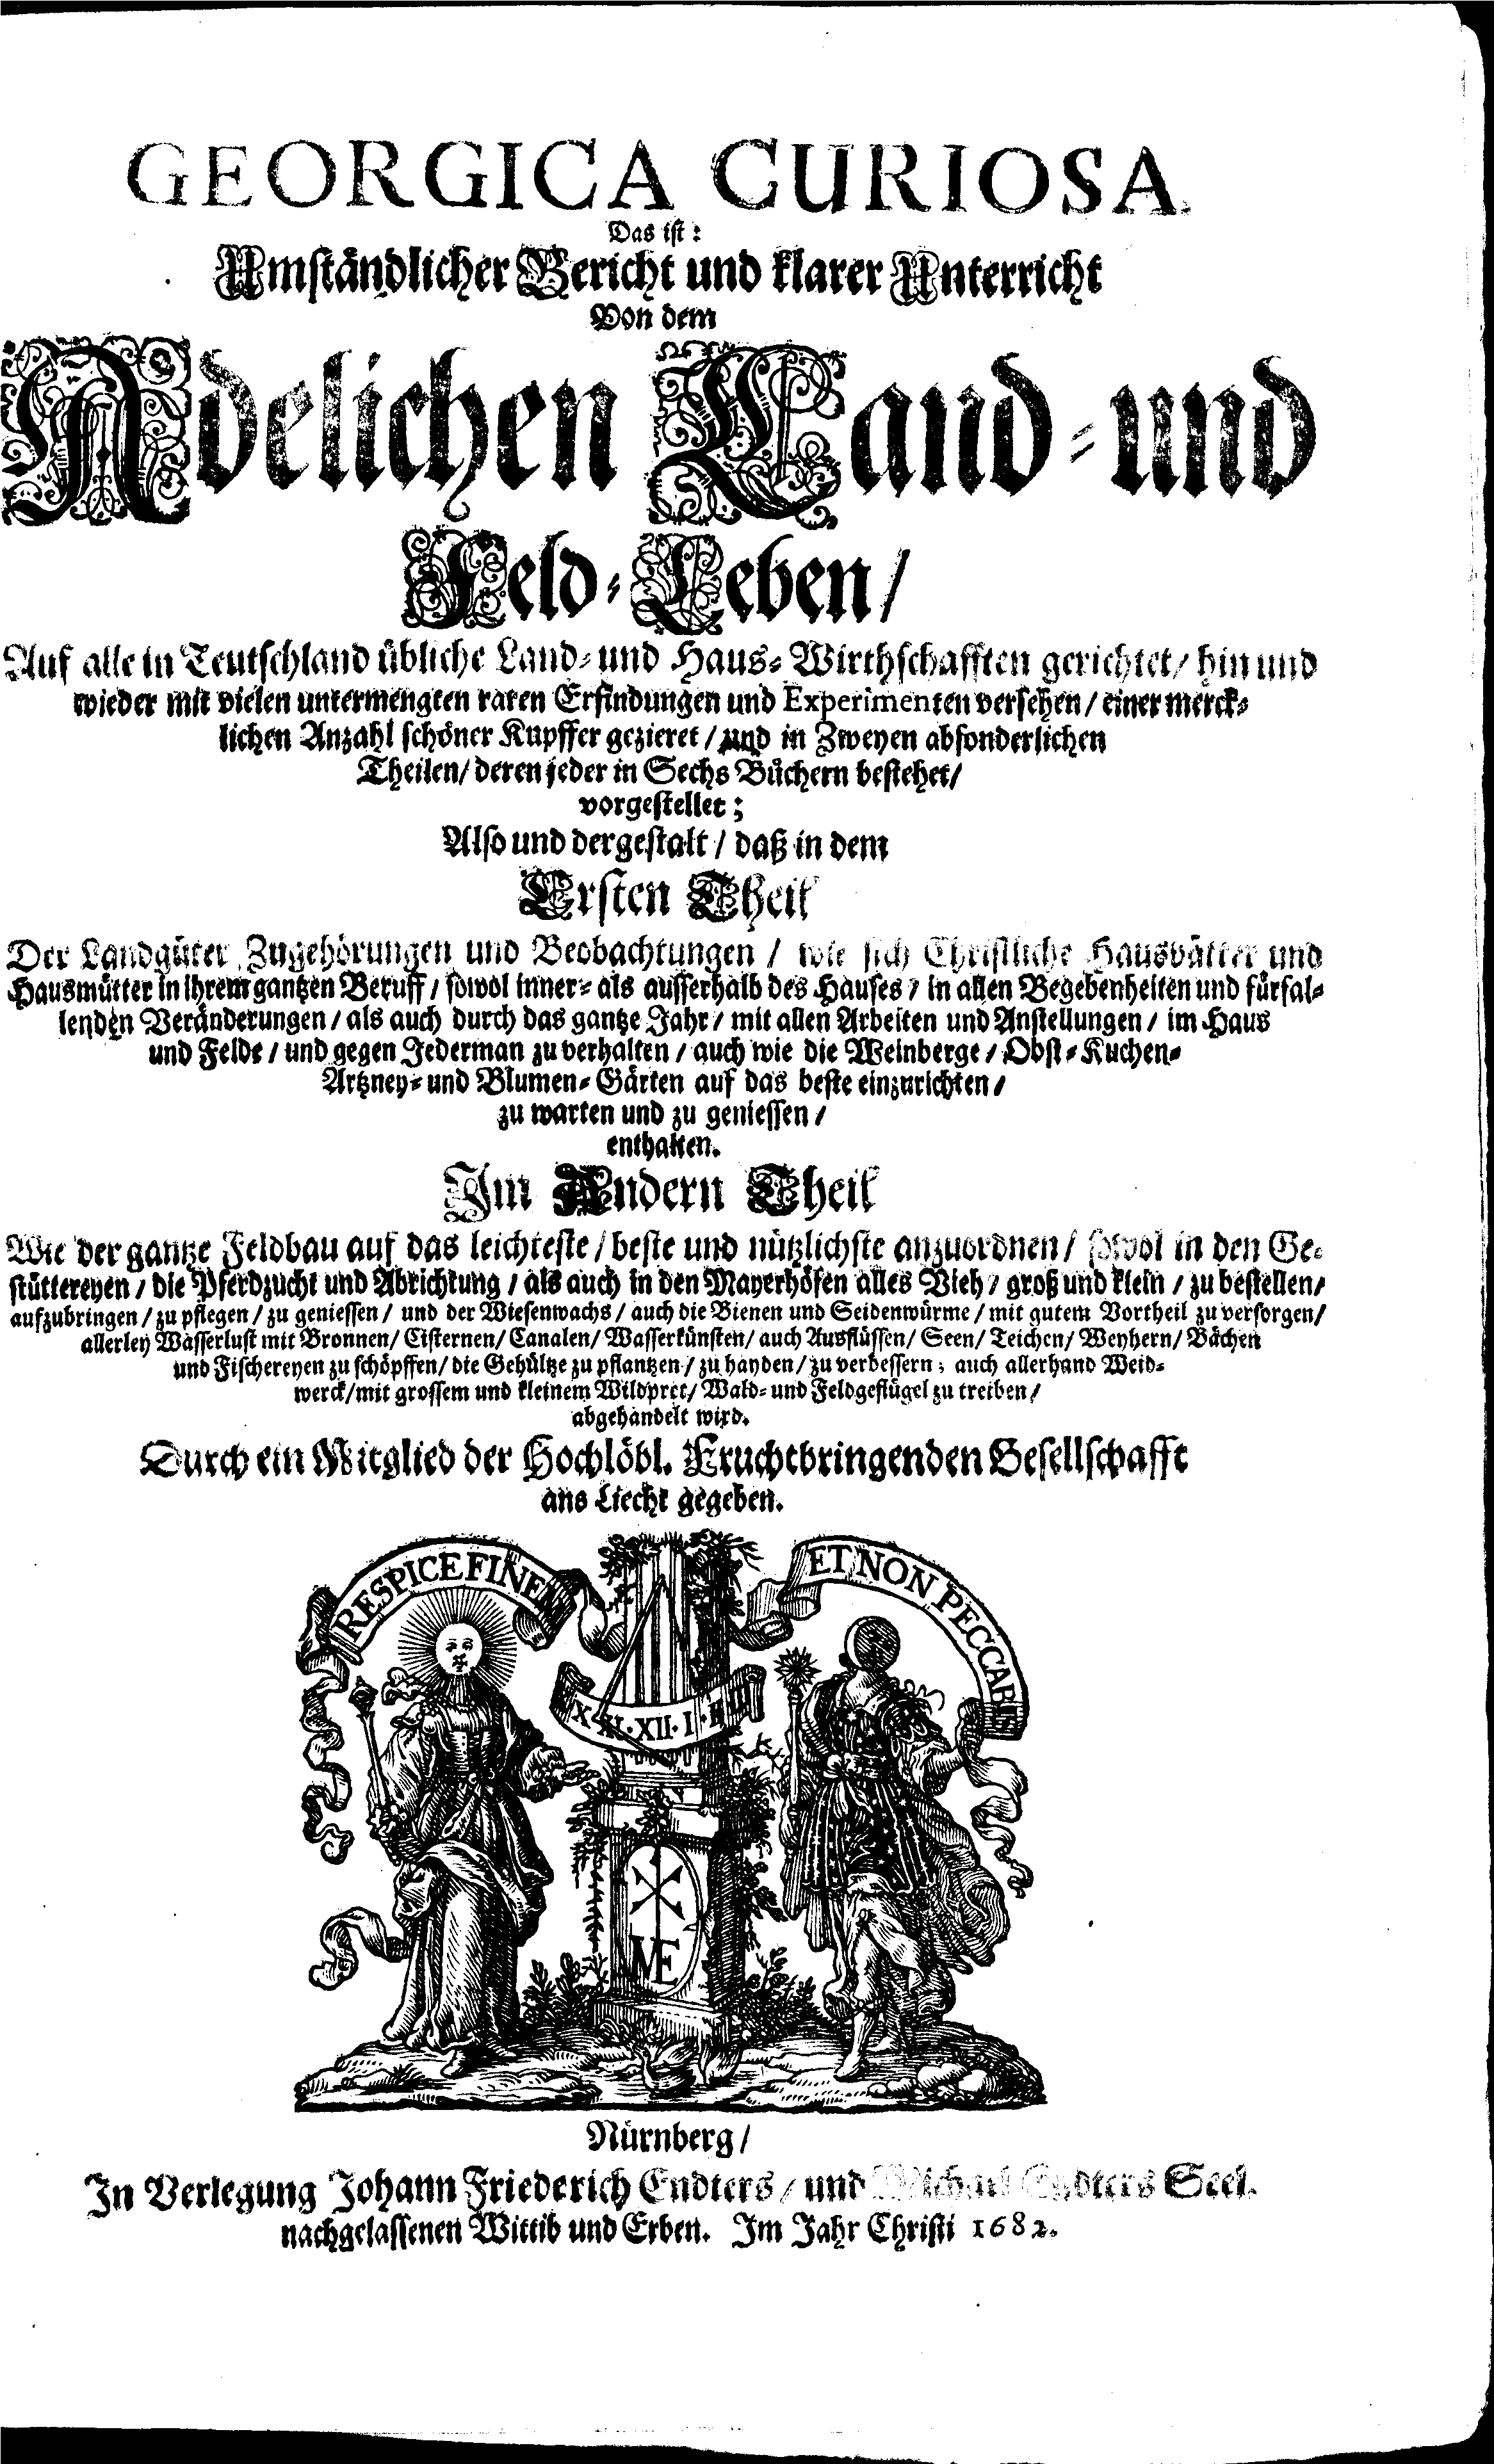 GEORGICA CURIOSA.
Das ist:
Umständlicher Bericht und klarer Unterricht
Von dem
Adelichen Land- und
Feld-Leben/
Auf alle in Teutschland übliche Land- und Haus-Wirthschafften gerichtet/ hin und
wieder mit vielen untermengten raren Erfindungen und Experimenten versehen/ einer merck-
lichen Anzahl schöner Kupffer gezieret/ und in Zweyen absonderlichen
Theilen/ deren jeder in Sechs Büchern bestehet/
vorgestellet;
Also und dergestalt/ daß in dem
Ersten Theil
Der Landgüter Zugehörungen und Beobachtungen/ wie sich Christliche Hausvätter und
Hausmütter in ihrem gantzen Beruff/ sowol inner- als ausserhalb des Hauses/ in allen Begebenheiten und fürfal-
lenden Veränderungen/ als auch durch das gantze Jahr/ mit allen Arbeiten und Anstellungen/ im Haus
und Felde/ und gegen Jederman zu verhalten/ auch wie die Weinberge/ Obst- Kuchen-
Artzney- und Blumen-Gärten auf das beste einzurichten/
zu warten und zu geniessen/
enthalten.
Im Andern Theil
Wie der gantze Feldbau auf das leichteste/ beste und nützlichste anzuordnen/ sowol in den Ge-
stüttereyen/ die Pferdzucht und Abrichtung/ als auch in den Mayerhöfen alles Vieh/ groß und klein/ zu bestellen/
aufzubringen/ zu pflegen/ zu geniessen/ und der Wiesenwachs/ auch die Bienen und Seidenwürme/ mit gutem Vortheil zu versorgen/
allerley Wasserlust mit Bronnen/ Cisternen/ Canalen/ Wasserkünsten/ auch Ausflüssen/ Seen/ Teichen/ Weyhern/ Bächen
und Fischereyen zu schöpffen/ die Gehültze zu pflantzen/ zu hayden/ zu verbessern; auch allerhand Weid-
werck/ mit grossem und kleinem Wildpret/ Wald- und Feldgeflügel zu treiben/
abgehandelt wird.
Durch ein Mitglied der Hochlöbl. Fruchtbringenden Gesellschafft
ans Liecht gegeben.
RESPICE FINEM
ET NON PECCABIS
X·XI·XII·I·II·III
ME
Nürnberg/
In Verlegung Johann Friederich Endters/ und Michael Endters Seel.
nachgelassenen Wittib und Erben. Im Jahr Christi 1682.